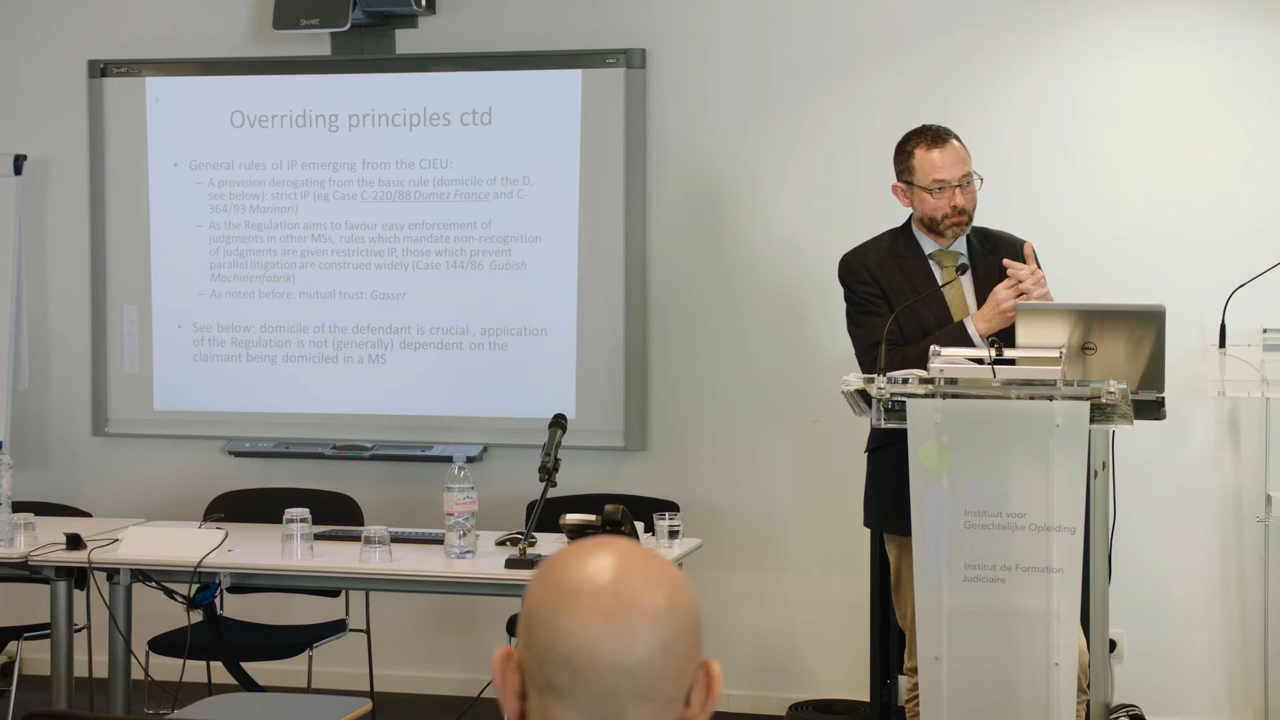 SMART
SMART
Overriding principles ctd
• General rules of IP emerging from the CJEU:
– A provision derogating from the basic rule (domicile of the D,
see below): strict IP (eg Case C-220/88 Dumez France and C-
364/93 Marinari)
– As the Regulation aims to favour easy enforcement of
judgments in other MSs, rules which mandate non-recognition
of judgments are given restrictive IP, those which prevent
parallel litigation are construed widely (Case 144/86 Gubish
Machinenfabrik)
– As noted before: mutual trust: Gasser
• See below: domicile of the defendant is crucial , application
of the Regulation is not (generally) dependent on the
claimant being domiciled in a MS
DELL
Instituut voor
Gerechtelijke Opleiding
Institut de Formation
Judiciaire